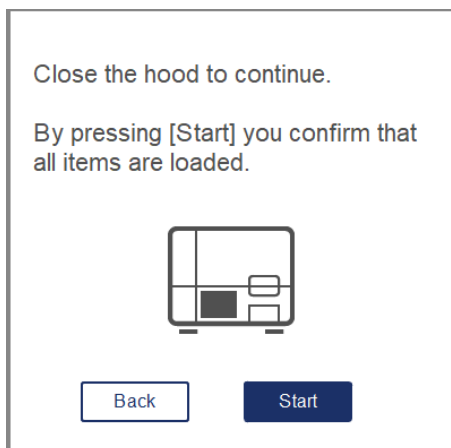 Close the hood to continue.
By pressing [Start] you confirm that
all items are loaded.
Back
Start